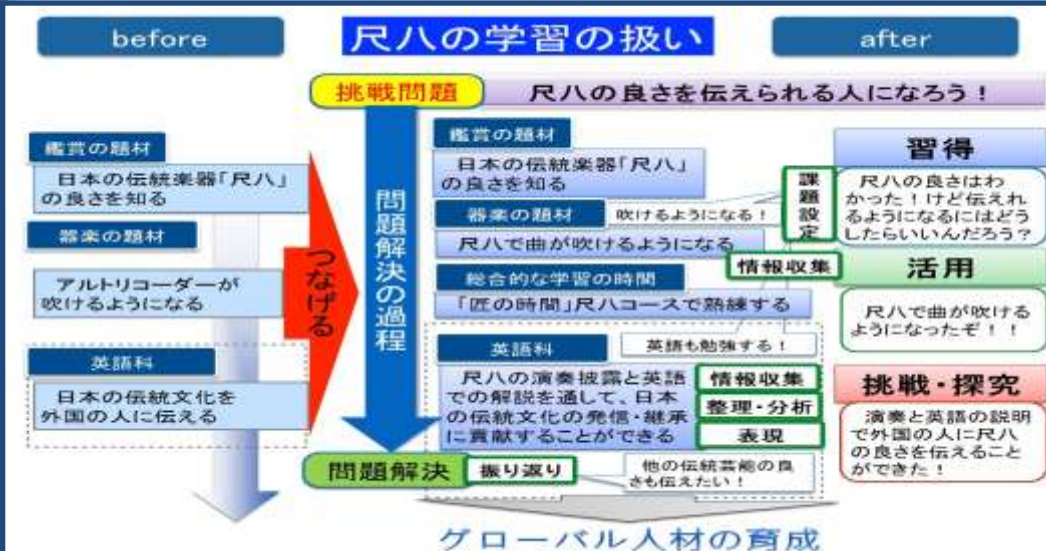 before
尺八の学習の扱い
after
挑戦問題
尺八の良さを伝えられる人になろう！
鑑賞の題材
日本の伝統楽器「尺八」
の良さを知る
器楽の題材
アルトリコーダーが
吹けるようになる
英語科
日本の伝統文化を
外国の人に伝える
つなげる
問題解決の過程
鑑賞の題材
日本の伝統楽器「尺八」
の良さを知る
器楽の題材
吹けるようになる！
課題設定
尺八で曲が吹けるようになる
総合的な学習の時間
情報収集
「匠の時間」尺八コースで熟練する
英語科
英語も勉強する！
尺八の演奏披露と英語
での解説を通して、日本
の伝統文化の発信・継承
に貢献することができる
情報収集
整理・分析
表現
問題解決
振り返り
他の伝統芸能の良
さも伝えたい！
習得
尺八の良さはわ
かった！けど伝えれ
るようになるにはどう
したらいいんだろう？
活用
尺八で曲が吹ける
ようになったぞ！！
挑戦・探究
演奏と英語の説明
で外国の人に尺八
の良さを伝えること
ができた！
グローバル人材の育成